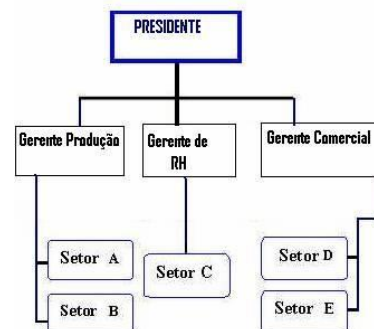 PRESIDENTE
Gerente Produção
Gerente de
RH
Gerente Comercial
Setor A
Setor B
Setor C
Setor D
Setor E